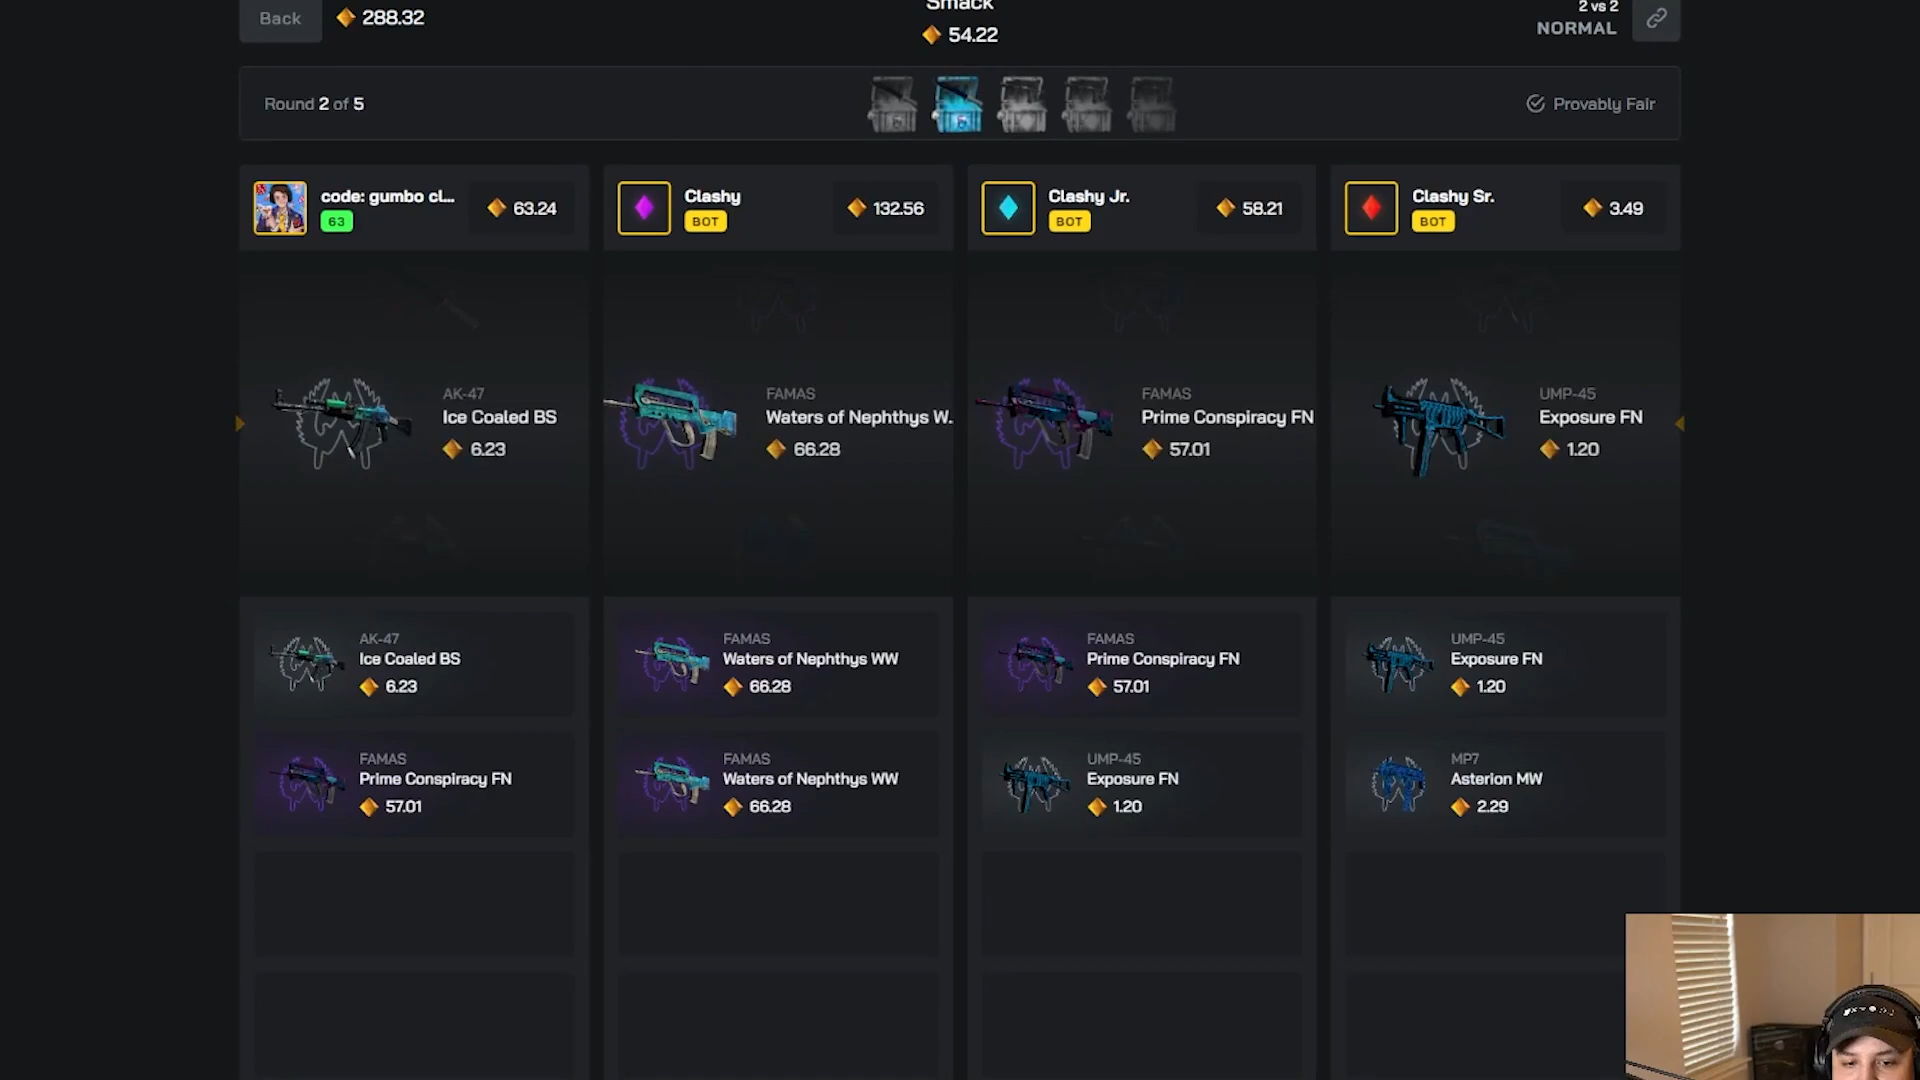 Back
288.32
Smack
54.22
2 vs 2
NORMAL
Round 2 of 5
Provably Fair
code: gumbo cl...
63
63.24
Clashy
BOT
132.56
Clashy Jr.
BOT
58.21
Clashy Sr.
BOT
3.49
AK-47
Ice Coaled BS
6.23
FAMAS
Waters of Nephthys W...
66.28
FAMAS
Prime Conspiracy FN
57.01
UMP-45
Exposure FN
1.20
AK-47
Ice Coaled BS
6.23
FAMAS
Waters of Nephthys WW
66.28
FAMAS
Prime Conspiracy FN
57.01
UMP-45
Exposure FN
1.20
FAMAS
Prime Conspiracy FN
57.01
FAMAS
Waters of Nephthys WW
66.28
UMP-45
Exposure FN
1.20
MP7
Asterion MW
2.29